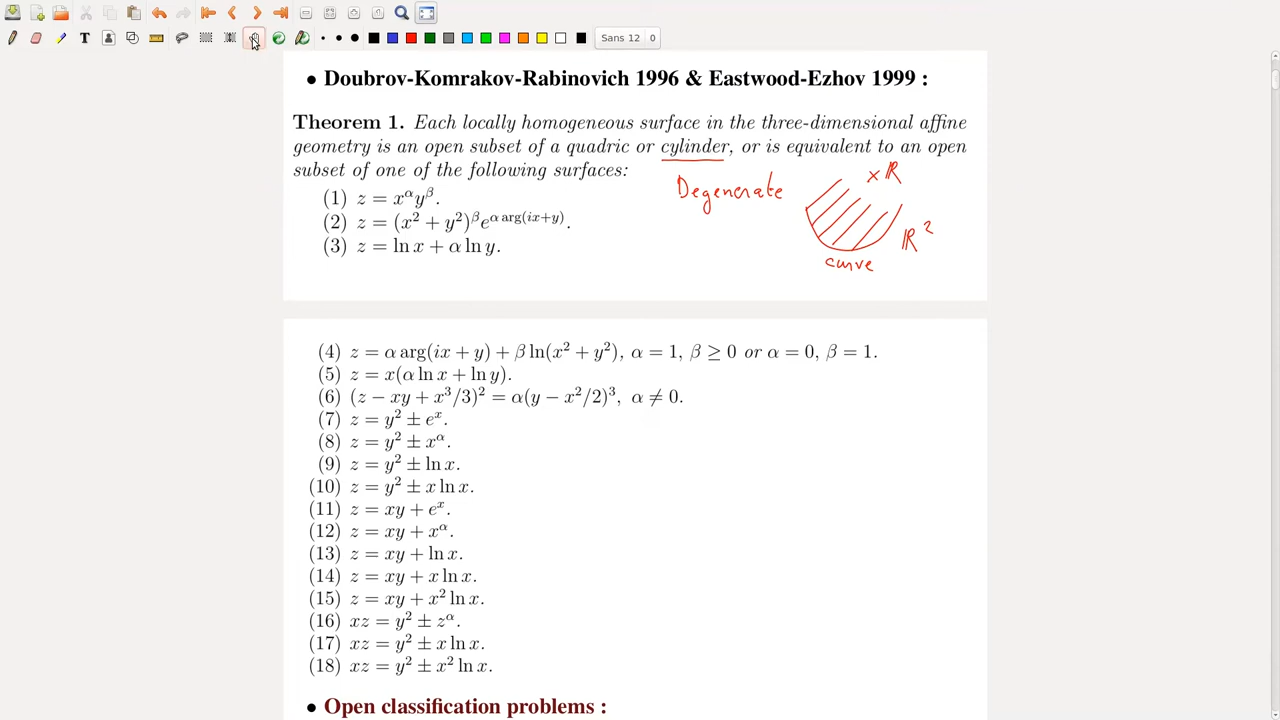 T
Sans 12 0
• Doubrov-Komrakov-Rabinovich 1996 & Eastwood-Ezhov 1999 :
Theorem 1. Each locally homogeneous surface in the three-dimensional affine
geometry is an open subset of a quadric or cylinder, or is equivalent to an open
subset of one of the following surfaces:
Degenerate
× ℝ
ℝ²
curve
(1) z = x^α y^β.
(2) z = (x² + y²)^β e^{α arg(ix+y)}.
(3) z = ln x + α ln y.
(4) z = α arg(ix + y) + β ln(x² + y²), α = 1, β ≥ 0 or α = 0, β = 1.
(5) z = x(α ln x + ln y).
(6) (z − xy + x³/3)² = α(y − x²/2)³, α ≠ 0.
(7) z = y² ± e^x.
(8) z = y² ± x^α.
(9) z = y² ± ln x.
(10) z = y² ± x ln x.
(11) z = xy + e^x.
(12) z = xy + x^α.
(13) z = xy + ln x.
(14) z = xy + x ln x.
(15) z = xy + x² ln x.
(16) xz = y² ± z^α.
(17) xz = y² ± x ln x.
(18) xz = y² ± x² ln x.
• Open classification problems :